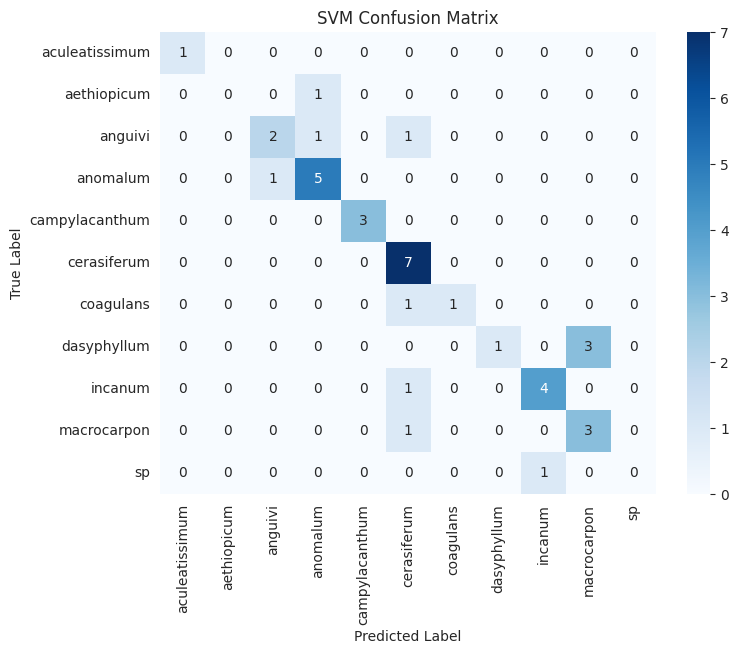 SVM Confusion Matrix
aculeatissimum 1 0 0 0 0 0 0 0 0 0 0
aethiopicum 0 0 0 1 0 0 0 0 0 0 0
anguivi 0 0 2 1 0 1 0 0 0 0 0
anomalum 0 0 1 5 0 0 0 0 0 0 0
campylacanthum 0 0 0 0 3 0 0 0 0 0 0
cerasiferum 0 0 0 0 0 7 0 0 0 0 0
coagulans 0 0 0 0 0 1 1 0 0 0 0
dasyphyllum 0 0 0 0 0 0 0 1 0 3 0
incanum 0 0 0 0 0 1 0 0 4 0 0
macrocarpon 0 0 0 0 0 1 0 0 0 3 0
sp 0 0 0 0 0 0 0 0 1 0 0
True Label
aculeatissimum
aethiopicum
anguivi
anomalum
campylacanthum
cerasiferum
coagulans
dasyphyllum
incanum
macrocarpon
sp
Predicted Label
7
6
5
4
3
2
1
0